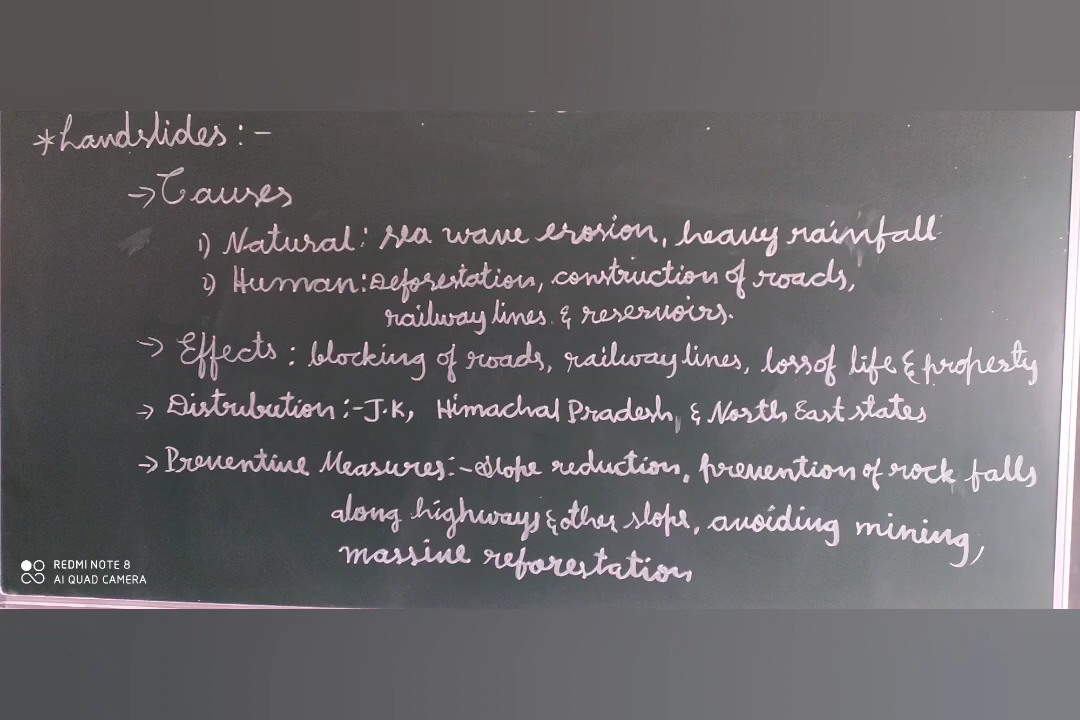 *Landslides:-
→Causes
1) Natural: sea wave erosion, heavy rainfall
2) Human: Deforestation, construction of roads,
railway lines & reservoirs.
→ Effects: blocking of roads, railway lines, loss of life & property
→ Distribution:- J.K, Himachal Pradesh, & North East states
→ Preventive Measures:- Slope reduction, prevention of rock falls
along highways & other slope, avoiding mining,
massive reforestation
REDMI NOTE 8
AI QUAD CAMERA